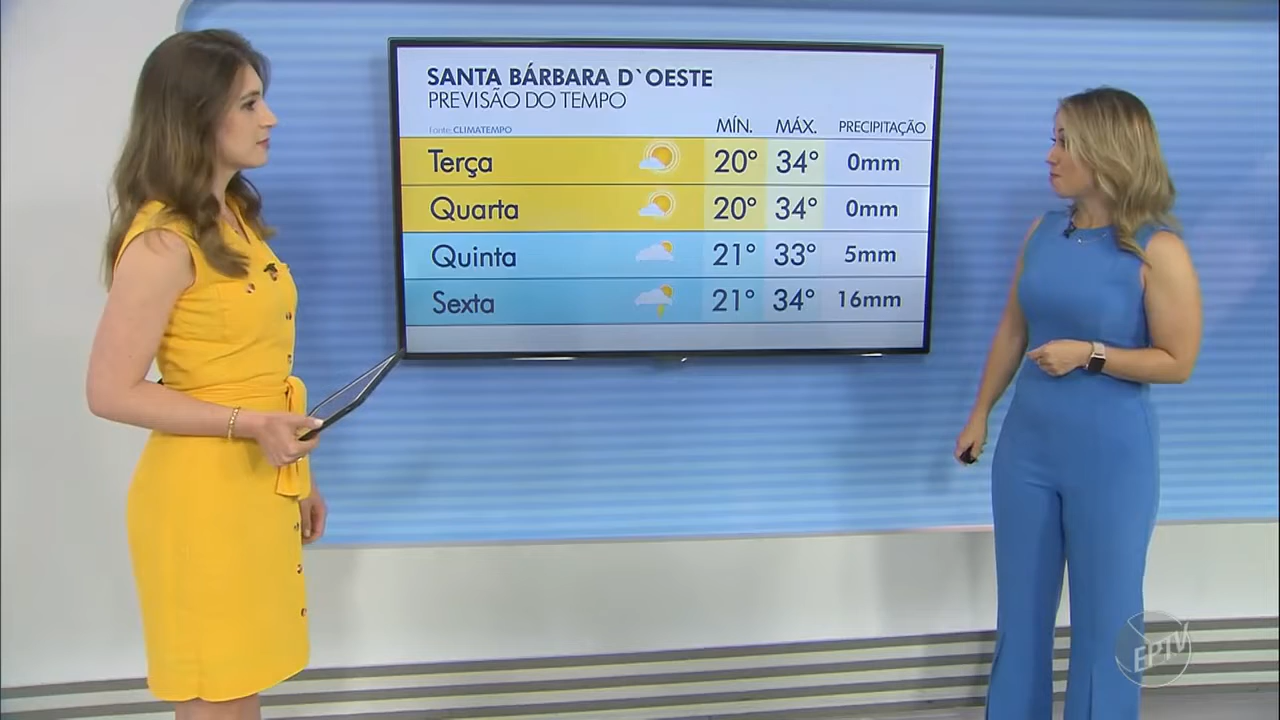 SANTA BÁRBARA D`OESTE
PREVISÃO DO TEMPO
Fonte: CLIMATEMPO
MÍN. MÁX. PRECIPITAÇÃO
Terça 20° 34° 0mm
Quarta 20° 34° 0mm
Quinta 21° 33° 5mm
Sexta 21° 34° 16mm
EPTV